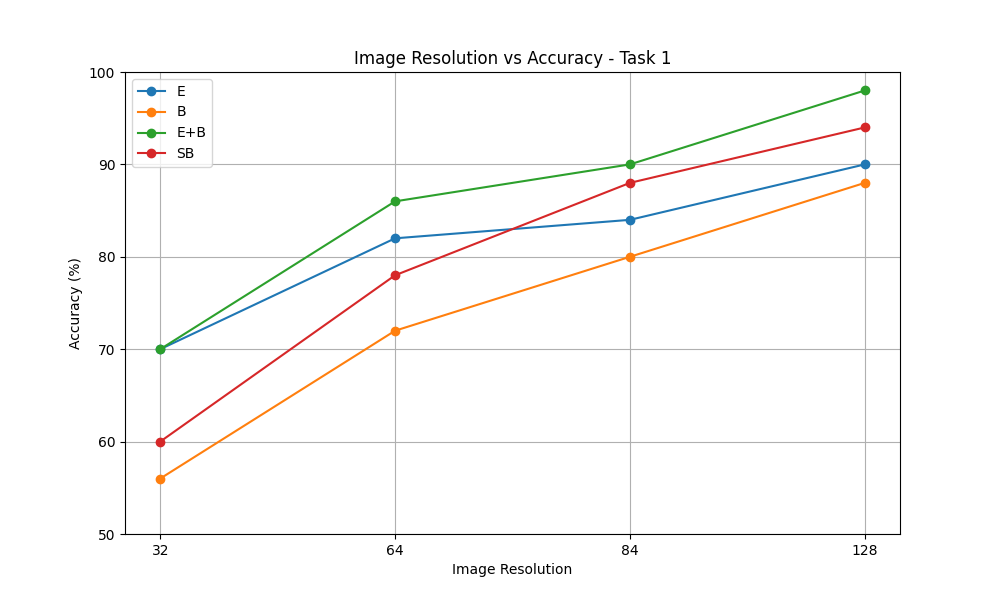 Image Resolution vs Accuracy - Task 1
E
B
E+B
SB
Accuracy (%)
100
90
80
70
60
50
32 64 84 128
Image Resolution